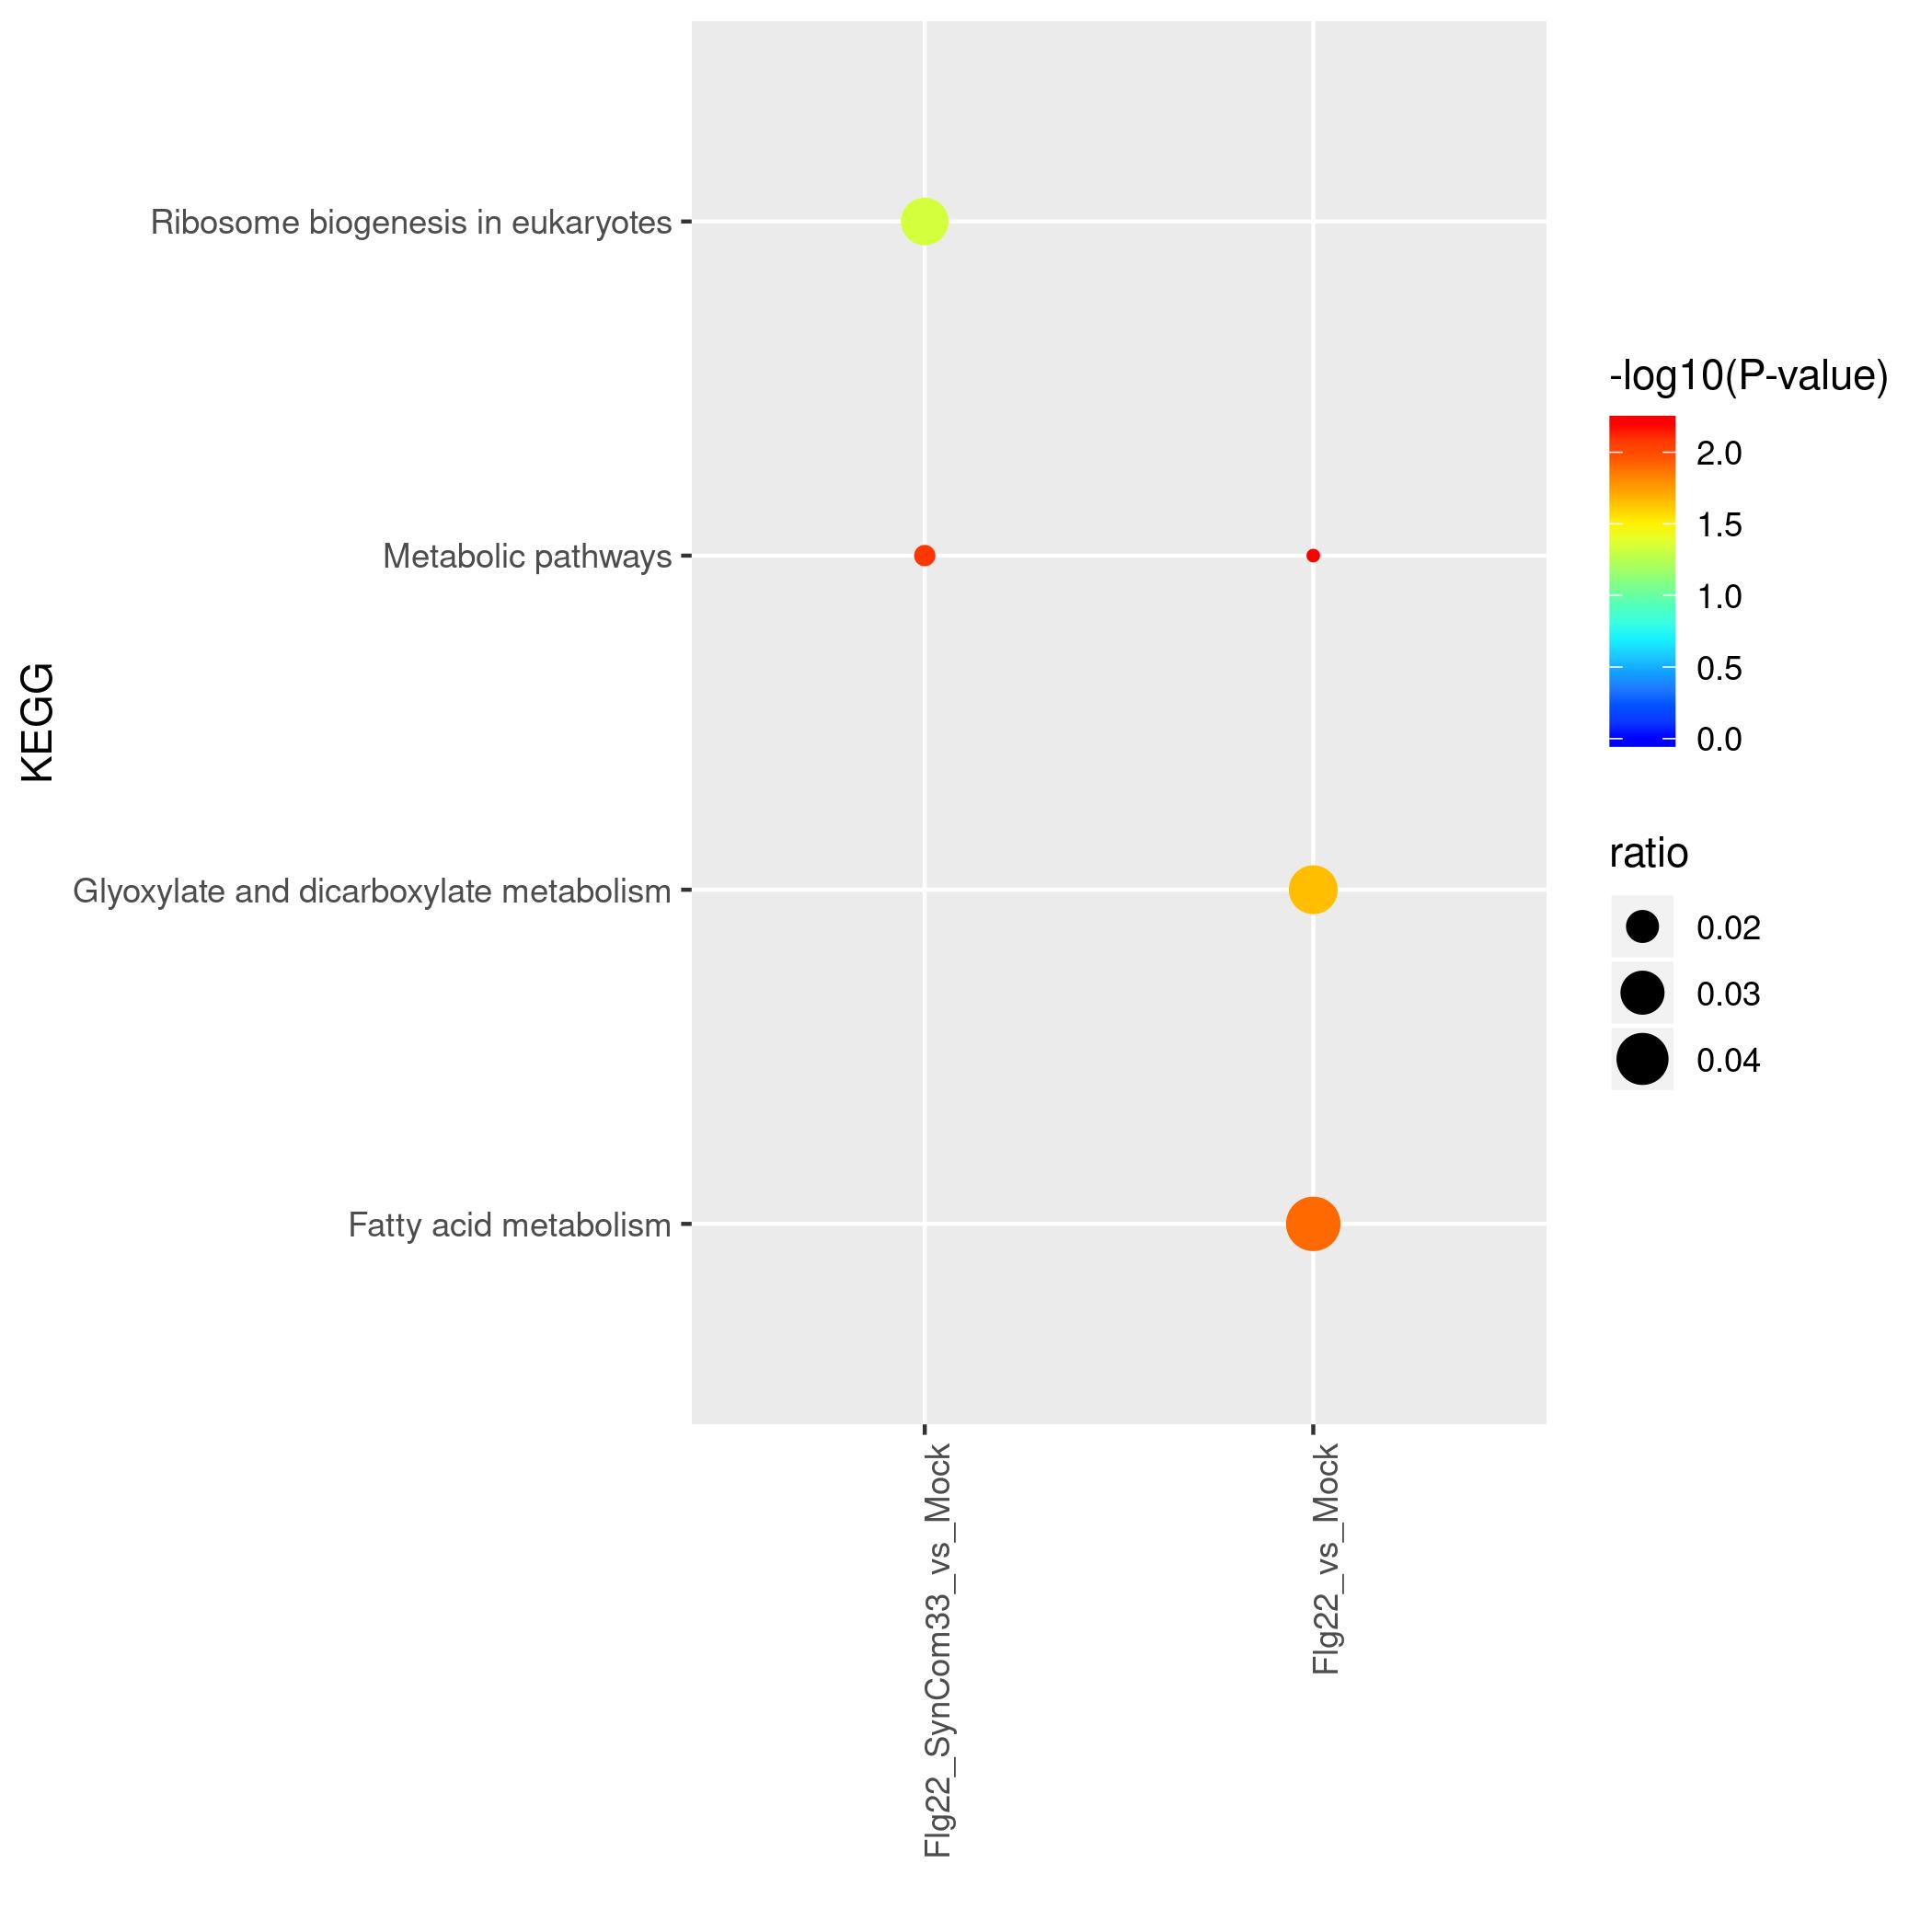 KEGG
Ribosome biogenesis in eukaryotes
Metabolic pathways
Glyoxylate and dicarboxylate metabolism
Fatty acid metabolism
Flg22_SynCom33_vs_Mock
Flg22_vs_Mock
-log10(P-value)
2.0
1.5
1.0
0.5
0.0
ratio
0.02
0.03
0.04